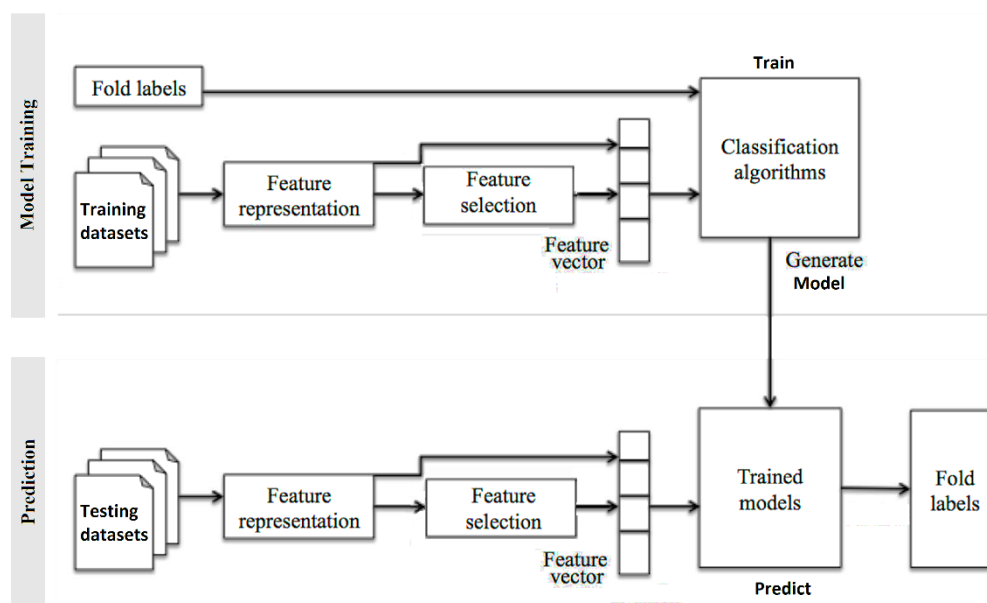 Model Training
Train
Fold labels
Training
datasets
Feature
representation
Feature
selection
Feature
vector
Classification
algorithms
Generate
Model
Prediction
Testing
datasets
Feature
representation
Feature
selection
Feature
vector
Trained
models
Predict
Fold
labels